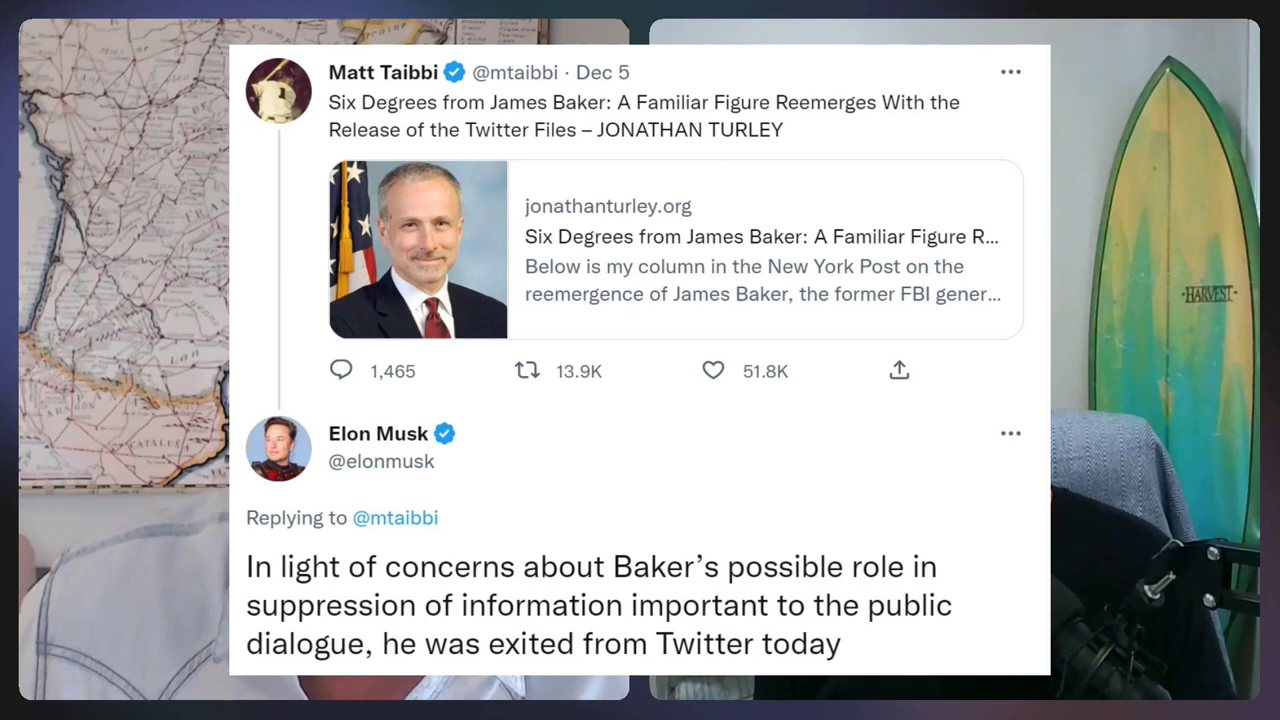 Matt Taibbi @mtaibbi · Dec 5
Six Degrees from James Baker: A Familiar Figure Reemerges With the
Release of the Twitter Files – JONATHAN TURLEY
jonathanturley.org
Six Degrees from James Baker: A Familiar Figure R...
Below is my column in the New York Post on the
reemergence of James Baker, the former FBI gener...
1,465 13.9K 51.8K
Elon Musk
@elonmusk
Replying to @mtaibbi
In light of concerns about Baker’s possible role in
suppression of information important to the public
dialogue, he was exited from Twitter today
·HARVEST·
CATALLE